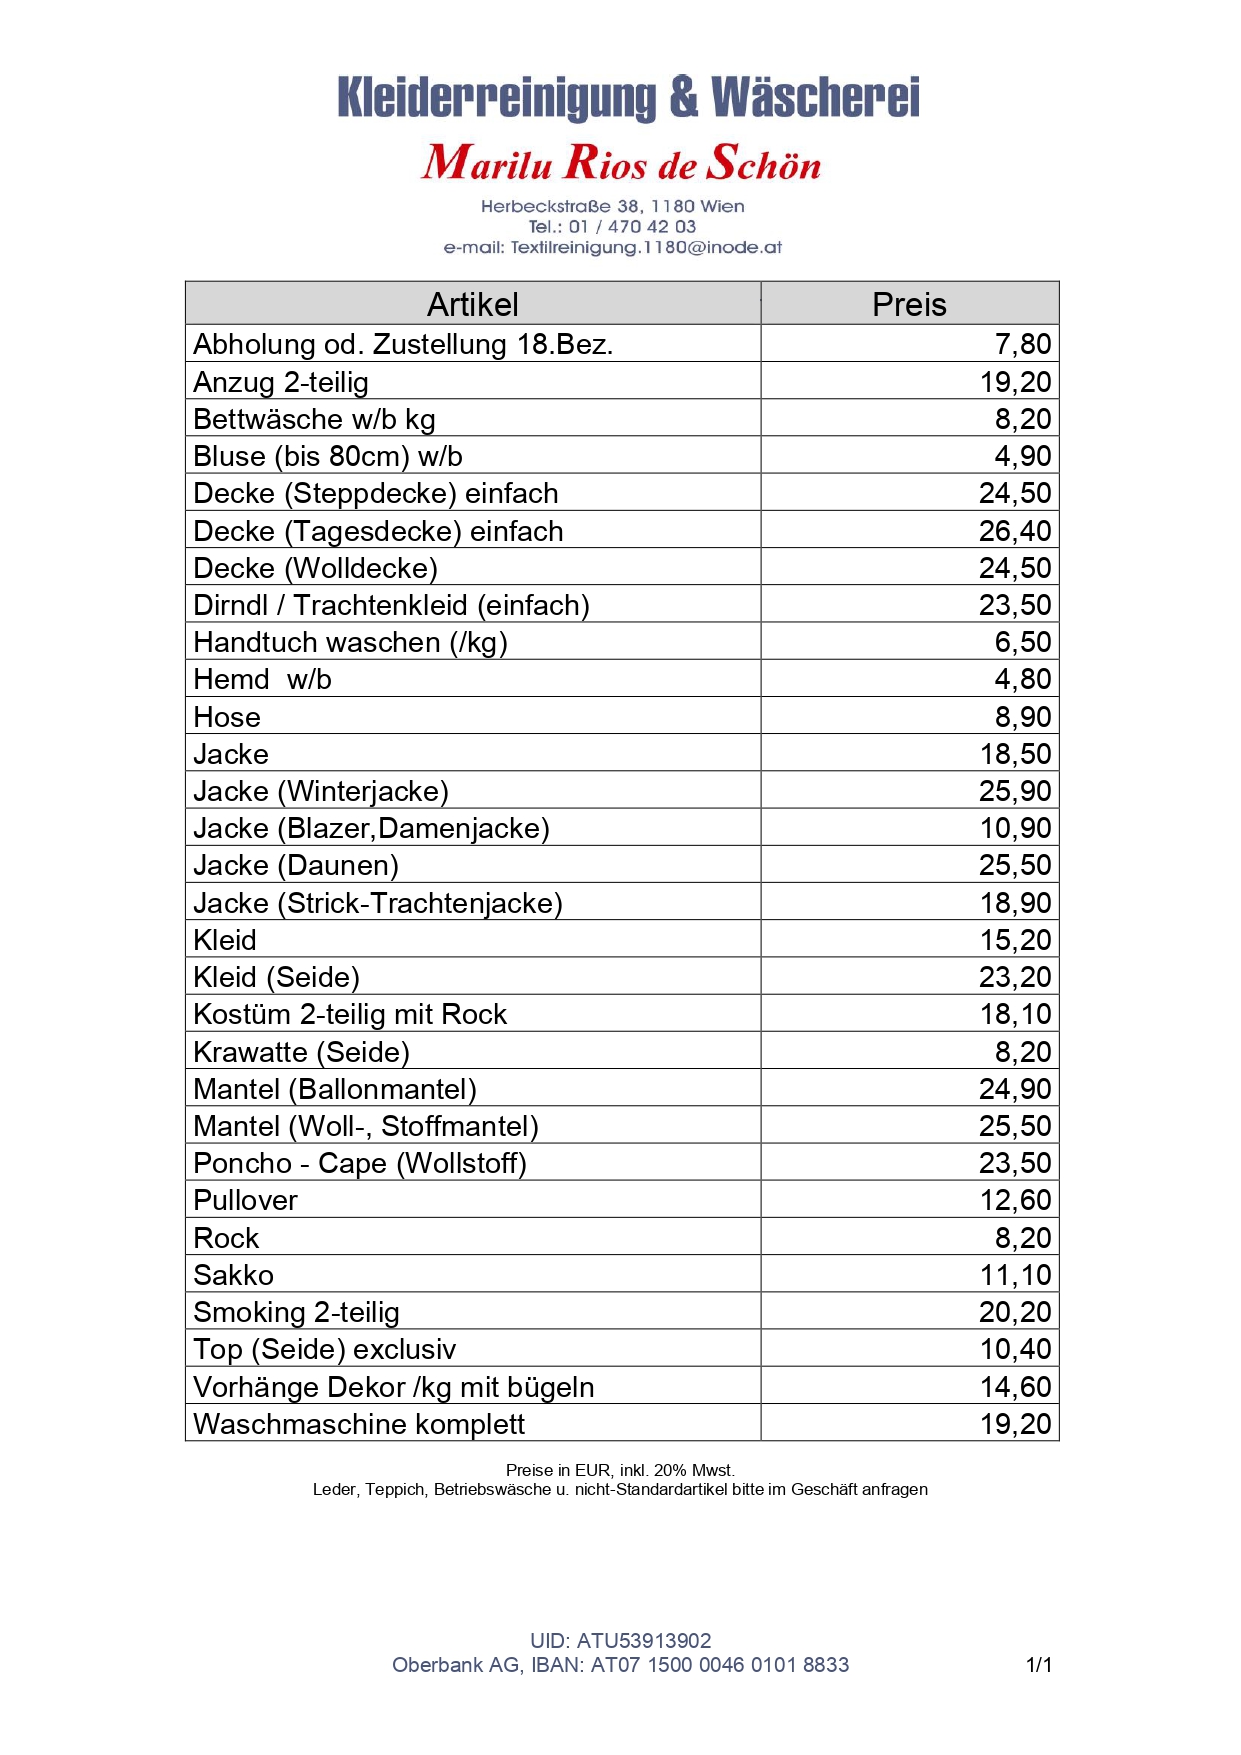 Kleiderreinigung & Wäscherei
Marilu Rios de Schön
Herbeckstraße 38, 1180 Wien
Tel.: 01 / 470 42 03
e-mail: Textilreinigung.1180@inode.at
Artikel Preis
Abholung od. Zustellung 18.Bez. 7,80
Anzug 2-teilig 19,20
Bettwäsche w/b kg 8,20
Bluse (bis 80cm) w/b 4,90
Decke (Steppdecke) einfach 24,50
Decke (Tagesdecke) einfach 26,40
Decke (Wolldecke) 24,50
Dirndl / Trachtenkleid (einfach) 23,50
Handtuch waschen (/kg) 6,50
Hemd  w/b 4,80
Hose 8,90
Jacke 18,50
Jacke (Winterjacke) 25,90
Jacke (Blazer,Damenjacke) 10,90
Jacke (Daunen) 25,50
Jacke (Strick-Trachtenjacke) 18,90
Kleid 15,20
Kleid (Seide) 23,20
Kostüm 2-teilig mit Rock 18,10
Krawatte (Seide) 8,20
Mantel (Ballonmantel) 24,90
Mantel (Woll-, Stoffmantel) 25,50
Poncho - Cape (Wollstoff) 23,50
Pullover 12,60
Rock 8,20
Sakko 11,10
Smoking 2-teilig 20,20
Top (Seide) exclusiv 10,40
Vorhänge Dekor /kg mit bügeln 14,60
Waschmaschine komplett 19,20
Preise in EUR, inkl. 20% Mwst.
Leder, Teppich, Betriebswäsche u. nicht-Standardartikel bitte im Geschäft anfragen
UID: ATU53913902
Oberbank AG, IBAN: AT07 1500 0046 0101 8833 1/1